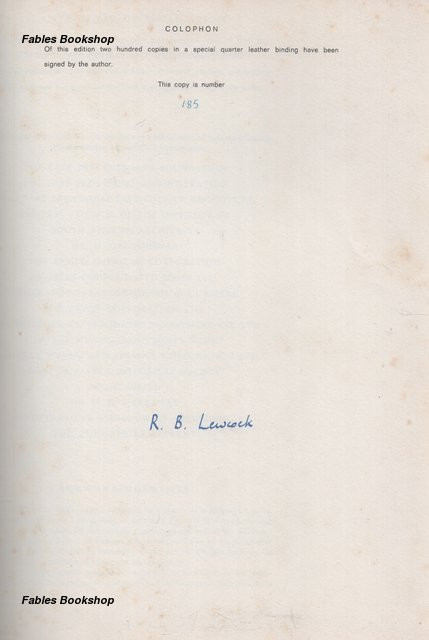 COLOPHON
Fables Bookshop
Of this edition two hundred copies in a special quarter leather binding have been
signed by the author.
This copy is number
185
R. B. Lewcock
Fables Bookshop